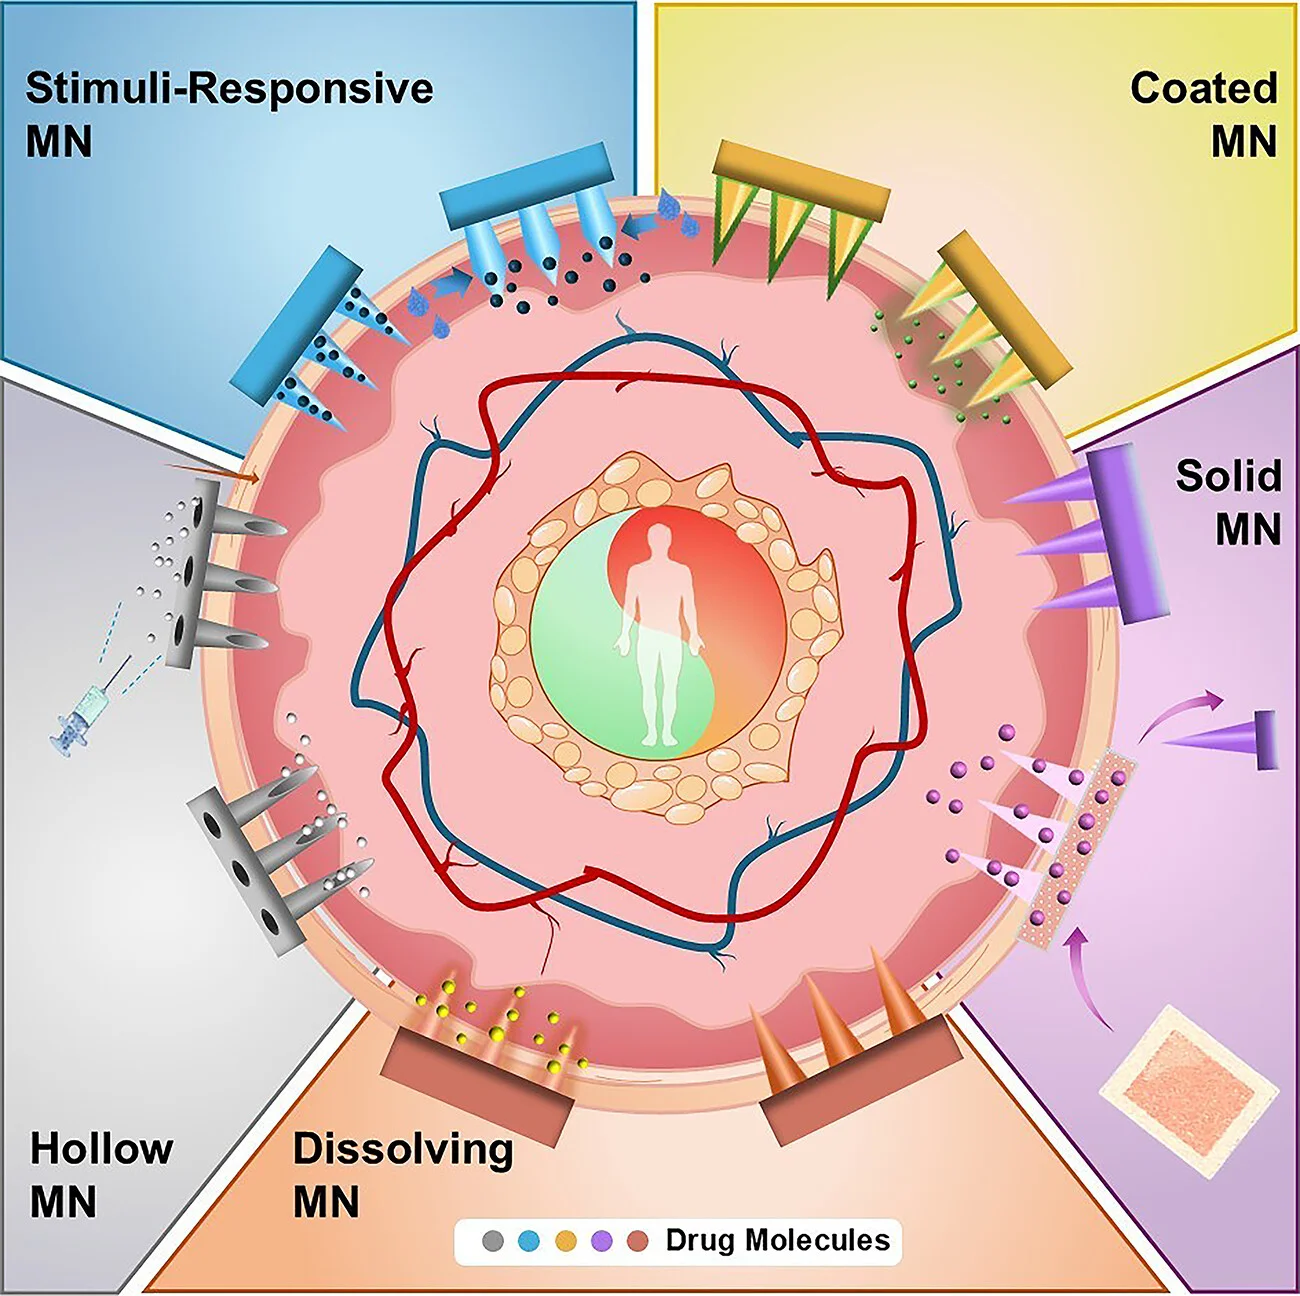 Stimuli-Responsive
MN
Coated
MN
Solid
MN
Hollow
MN
Dissolving
MN
Drug Molecules